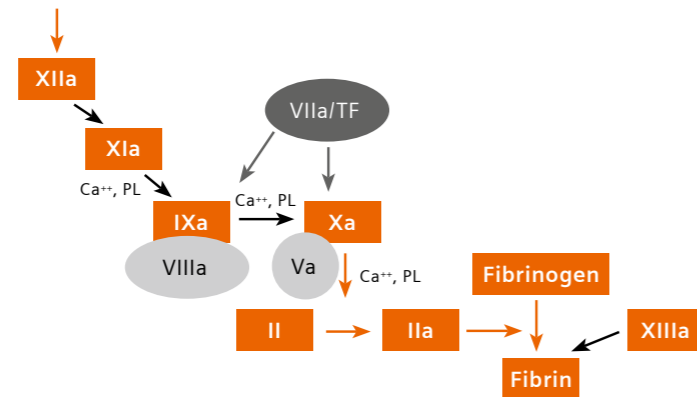 XIIa
VIIa/TF
XIa
Ca⁺⁺, PL
Ca⁺⁺, PL
IXa
Xa
VIIIa
Va
Ca⁺⁺, PL
Fibrinogen
II
IIa
XIIIa
Fibrin